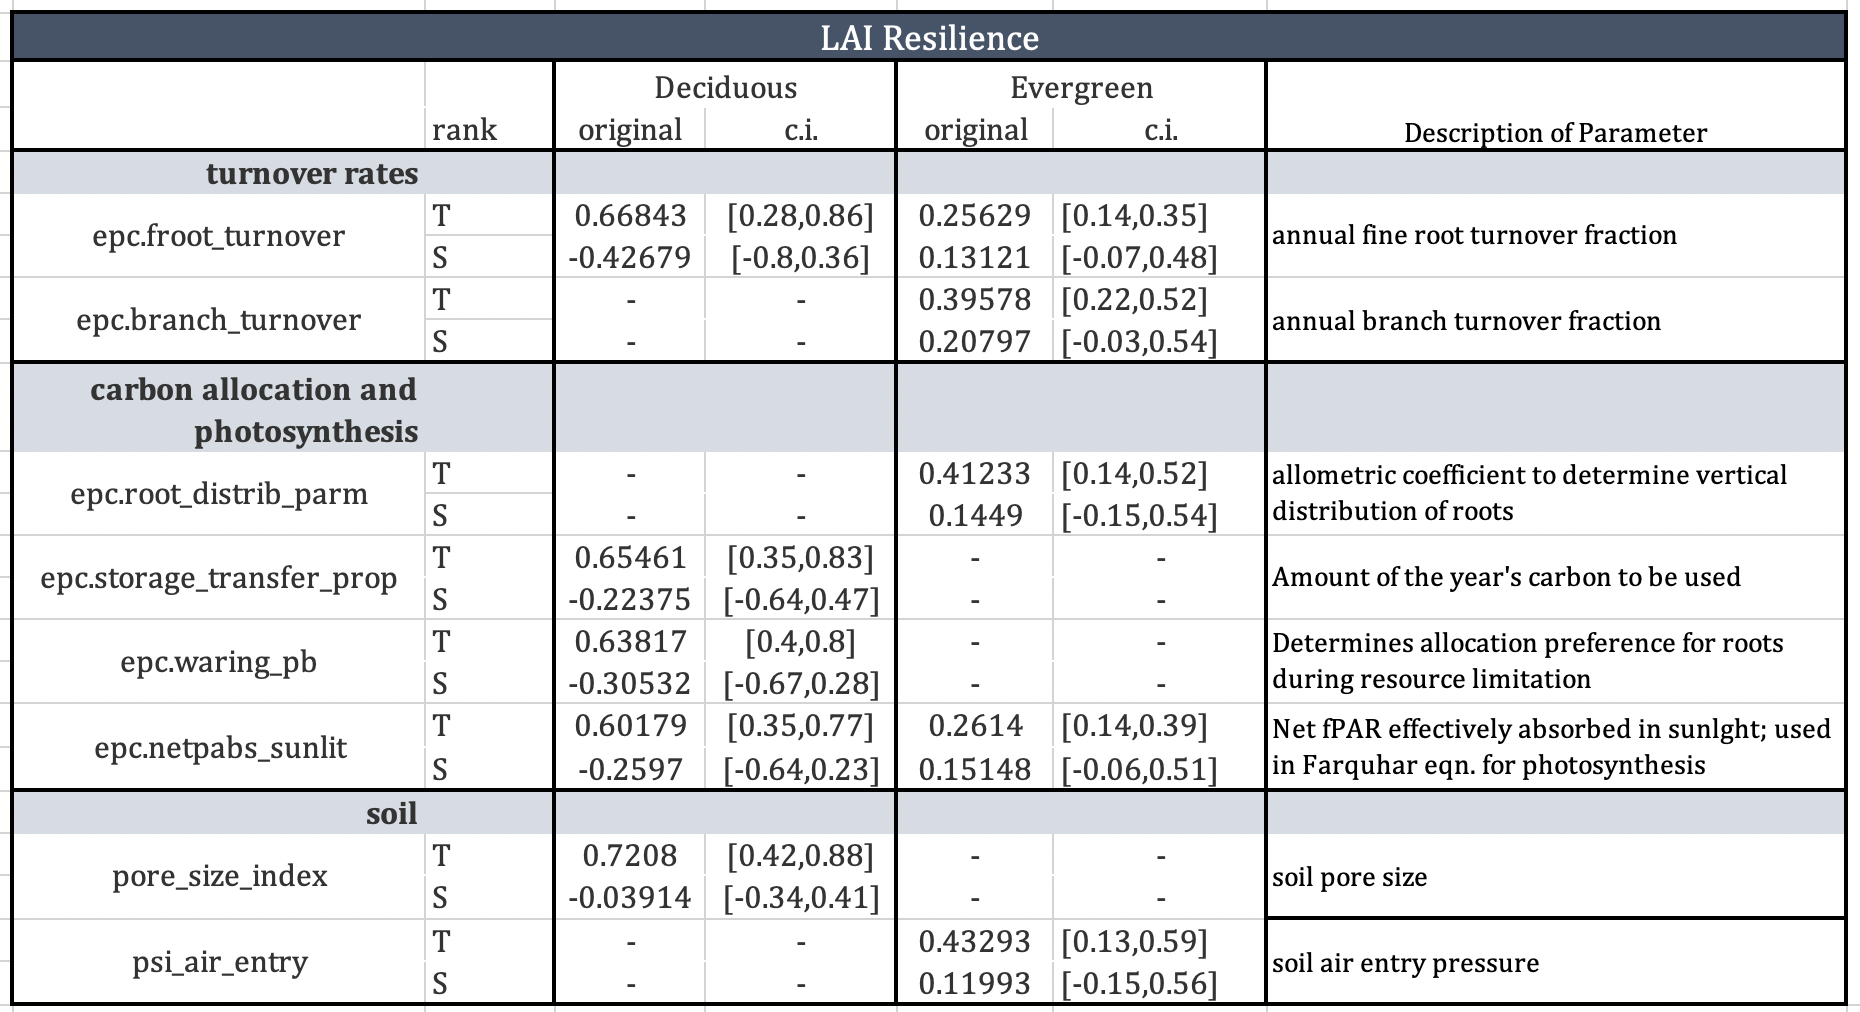 LAI Resilience
Deciduous Evergreen
rank original c.i. original c.i. Description of Parameter
turnover rates
epc.froot_turnover T 0.66843 [0.28,0.86] 0.25629 [0.14,0.35] annual fine root turnover fraction
S -0.42679 [-0.8,0.36] 0.13121 [-0.07,0.48]
epc.branch_turnover T - - 0.39578 [0.22,0.52] annual branch turnover fraction
S - - 0.20797 [-0.03,0.54]
carbon allocation and
photosynthesis
epc.root_distrib_parm T - - 0.41233 [0.14,0.52] allometric coefficient to determine vertical
S - - 0.1449 [-0.15,0.54] distribution of roots
epc.storage_transfer_prop T 0.65461 [0.35,0.83] - - Amount of the year's carbon to be used
S -0.22375 [-0.64,0.47] - -
epc.waring_pb T 0.63817 [0.4,0.8] - - Determines allocation preference for roots
S -0.30532 [-0.67,0.28] - - during resource limitation
epc.netpabs_sunlit T 0.60179 [0.35,0.77] 0.2614 [0.14,0.39] Net fPAR effectively absorbed in sunlght; used
S -0.2597 [-0.64,0.23] 0.15148 [-0.06,0.51] in Farquhar eqn. for photosynthesis
soil
pore_size_index T 0.7208 [0.42,0.88] - - soil pore size
S -0.03914 [-0.34,0.41] - -
psi_air_entry T - - 0.43293 [0.13,0.59] soil air entry pressure
S - - 0.11993 [-0.15,0.56]